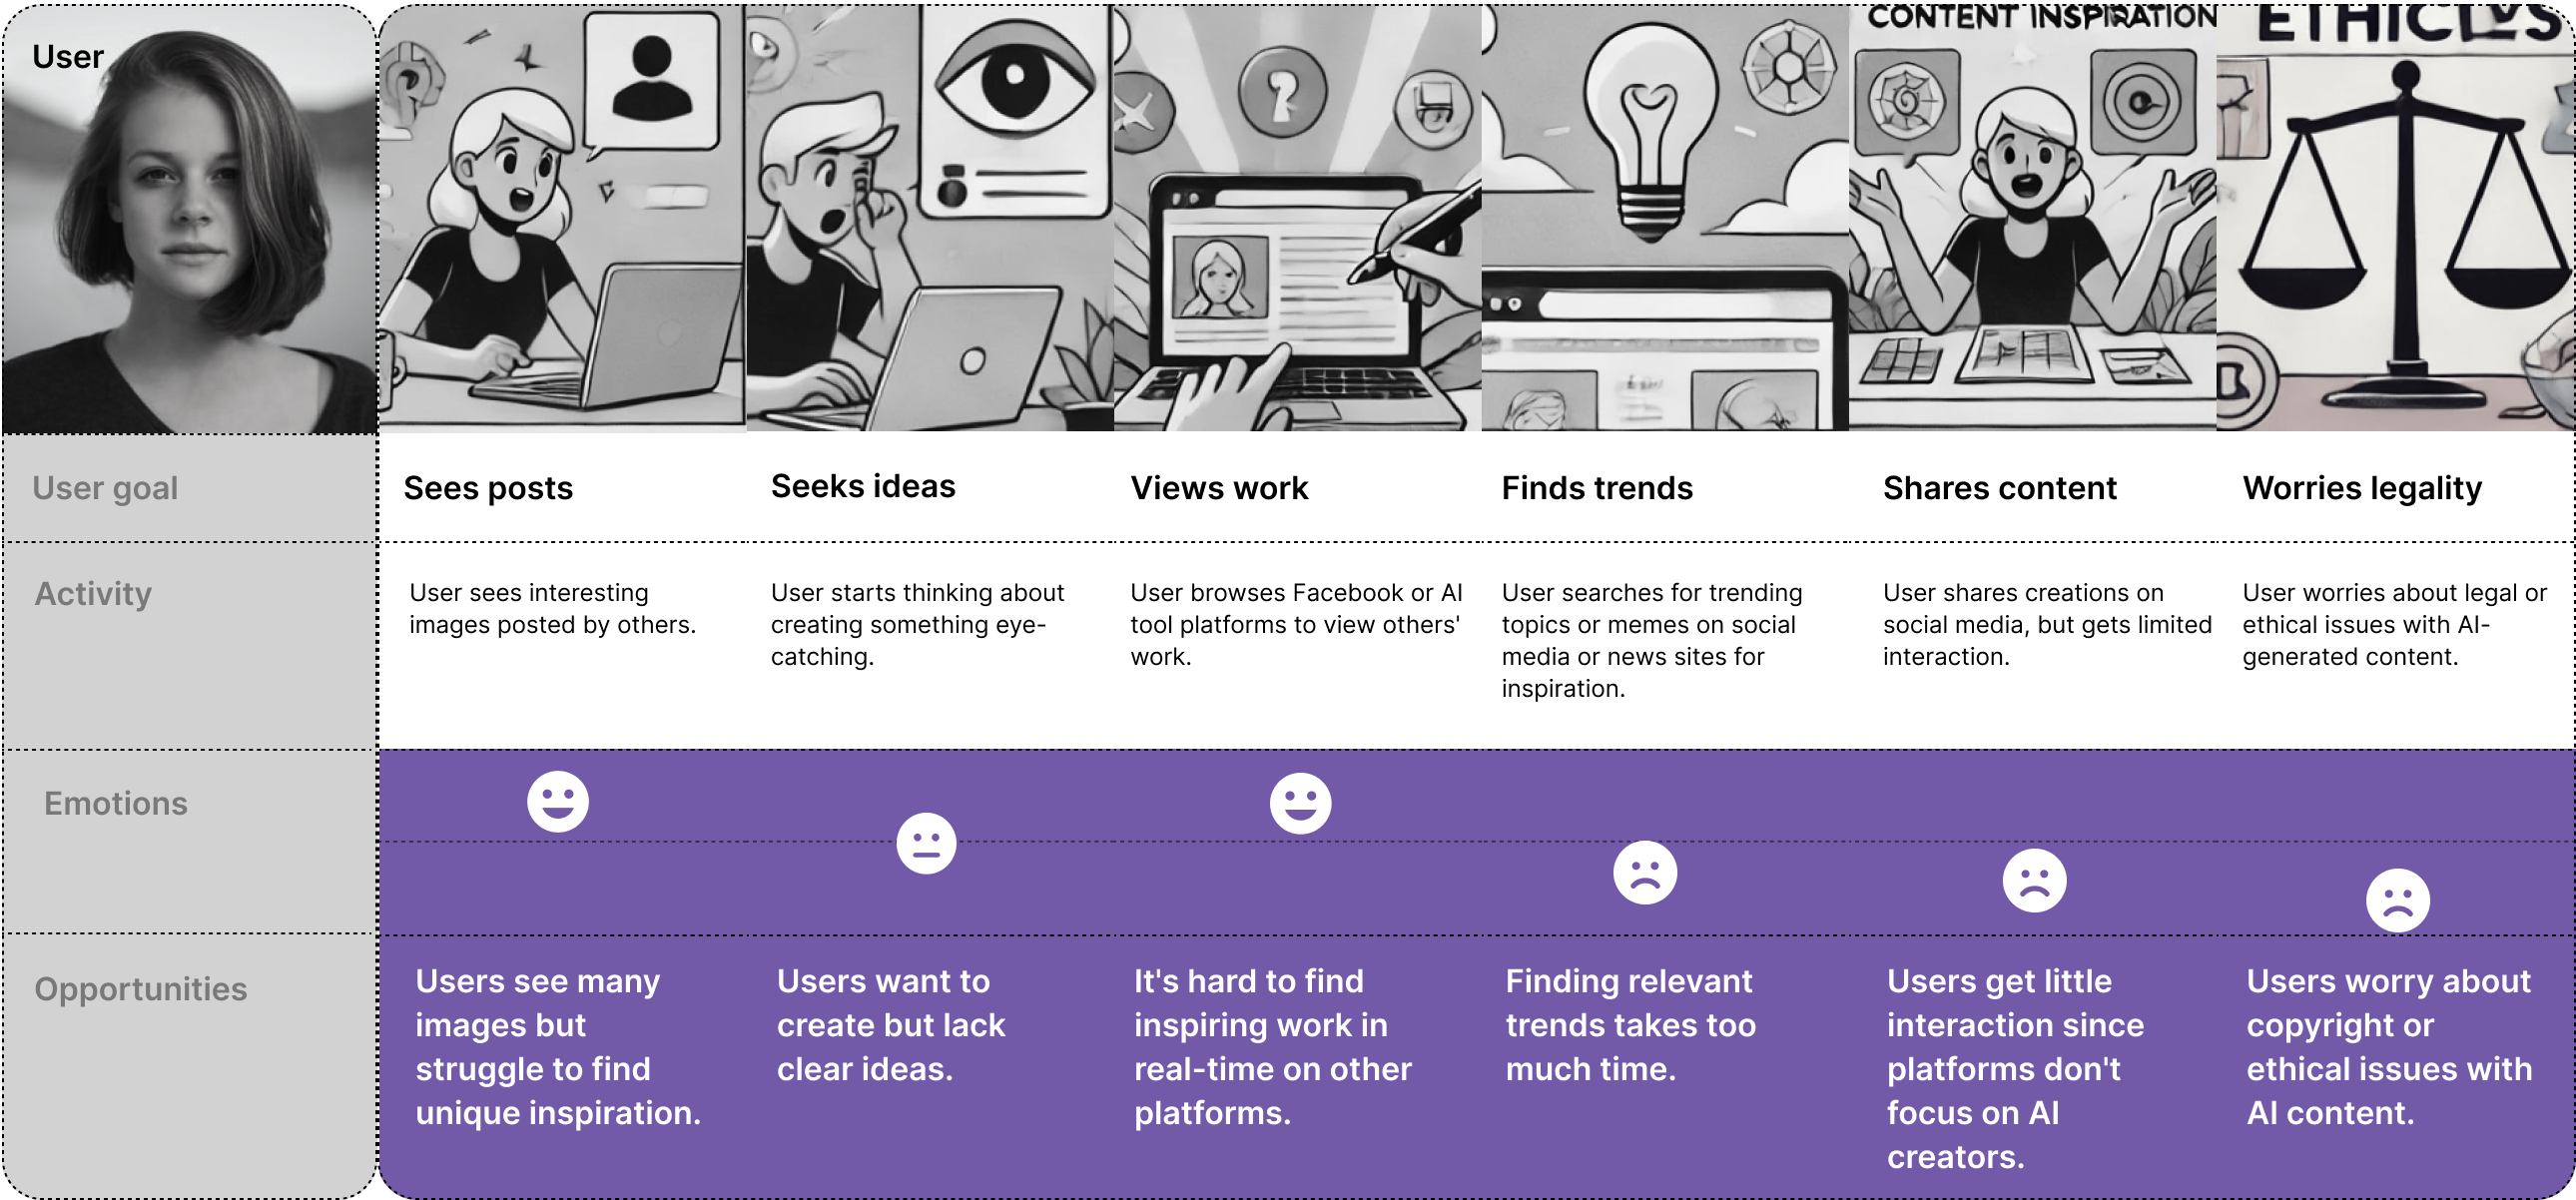 User
CONTENT INSPIRATION
User goal
Sees posts
Seeks ideas
Views work
Finds trends
Shares content
Worries legality
Activity
User sees interesting
images posted by others.
User starts thinking about
creating something eye-
catching.
User browses Facebook or AI
tool platforms to view others'
work.
User searches for trending
topics or memes on social
media or news sites for
inspiration.
User shares creations on
social media, but gets limited
interaction.
User worries about legal or
ethical issues with AI-
generated content.
Emotions
Opportunities
Users see many
images but
struggle to find
unique inspiration.
Users want to
create but lack
clear ideas.
It's hard to find
inspiring work in
real-time on other
platforms.
Finding relevant
trends takes too
much time.
Users get little
interaction since
platforms don't
focus on AI
creators.
Users worry about
copyright or
ethical issues with
AI content.